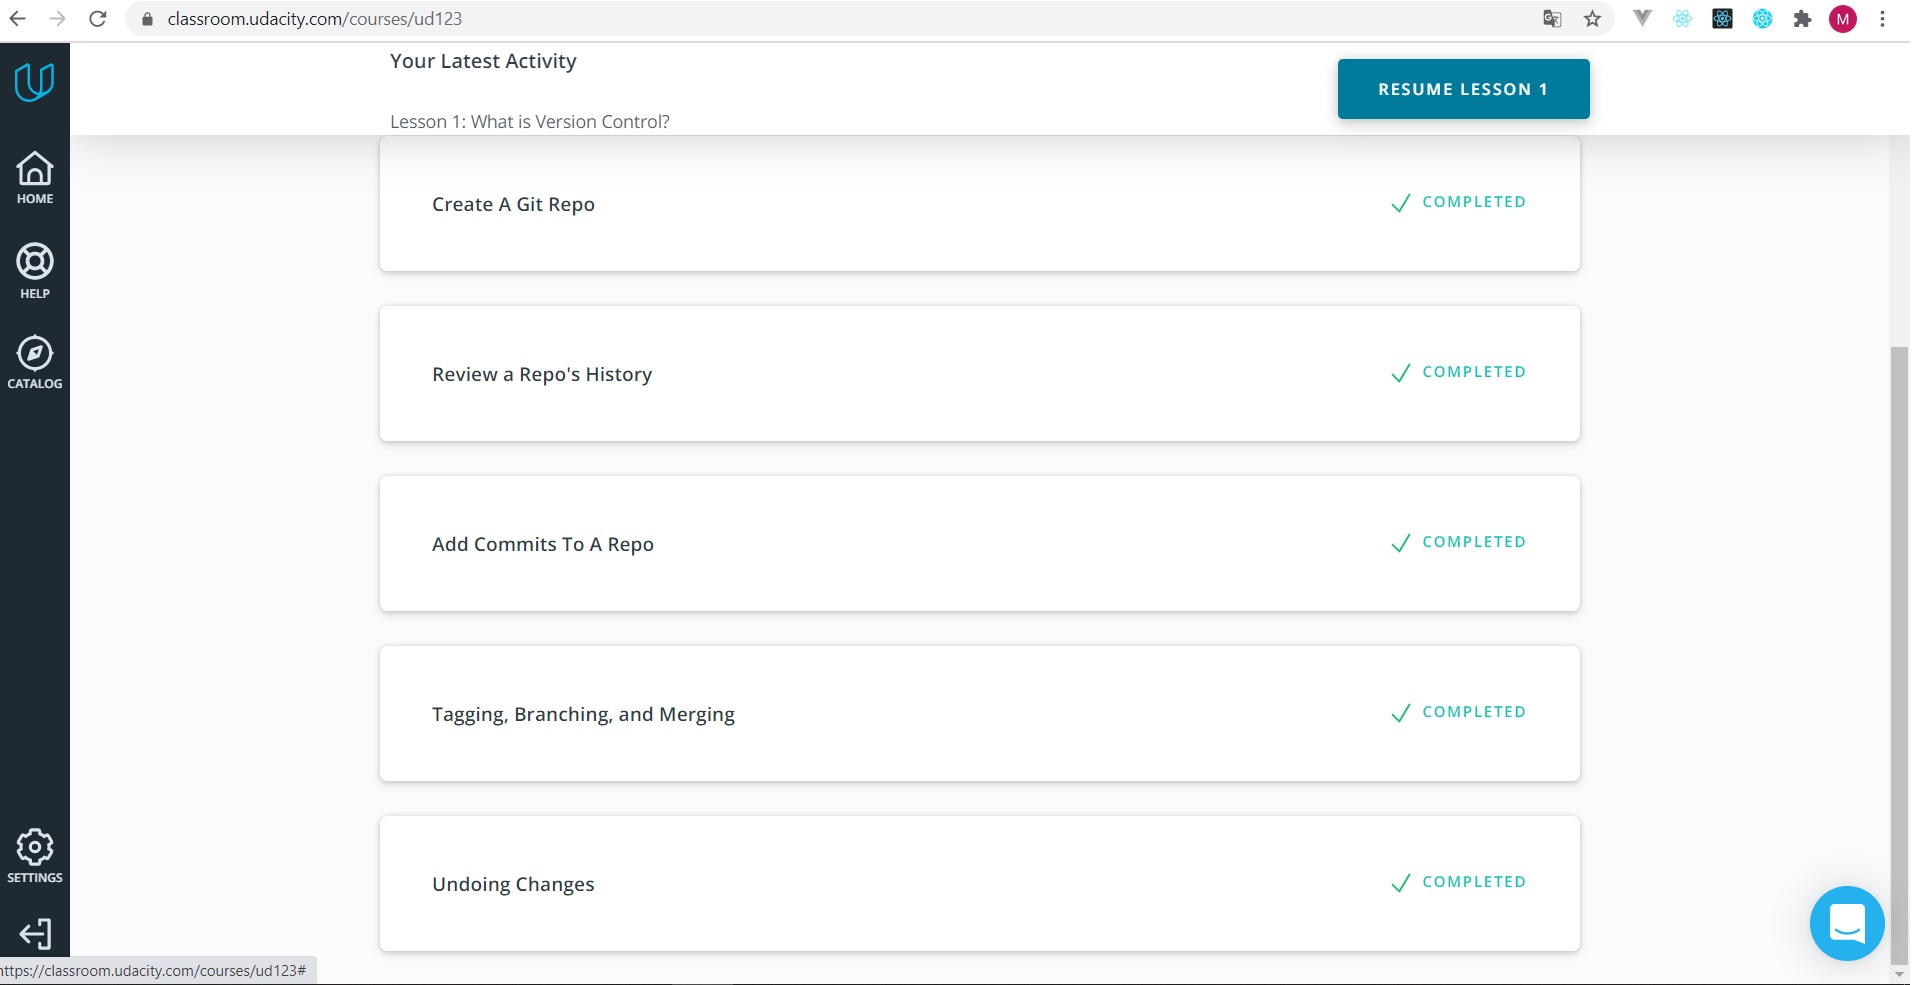 classroom.udacity.com/courses/ud123
M
Your Latest Activity
RESUME LESSON 1
Lesson 1: What is Version Control?
HOME
HELP
CATALOG
SETTINGS
Create A Git Repo
COMPLETED
Review a Repo's History
COMPLETED
Add Commits To A Repo
COMPLETED
Tagging, Branching, and Merging
COMPLETED
Undoing Changes
COMPLETED
https://classroom.udacity.com/courses/ud123#